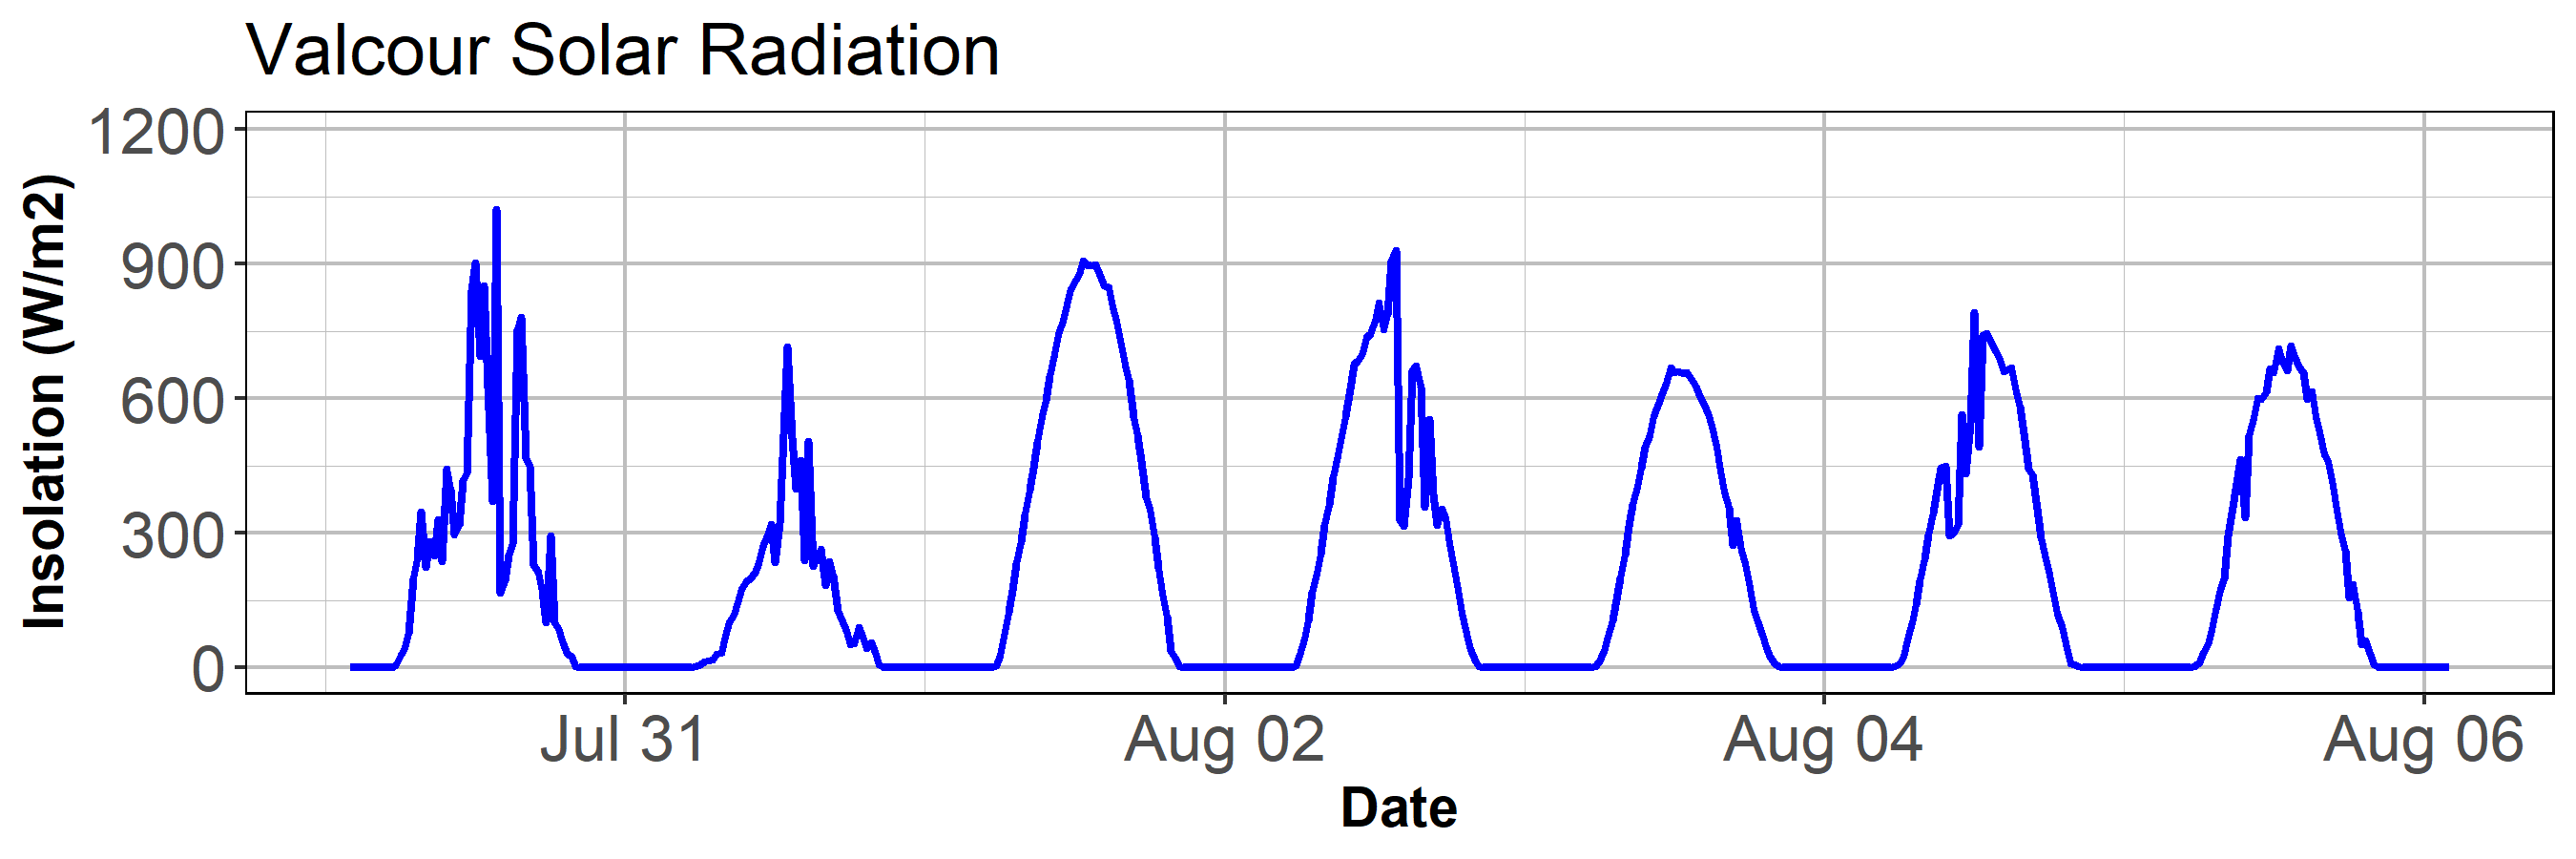 Valcour Solar Radiation
Insolation (W/m2)
1200
900
600
300
0
Jul 31 Aug 02 Aug 04 Aug 06
Date